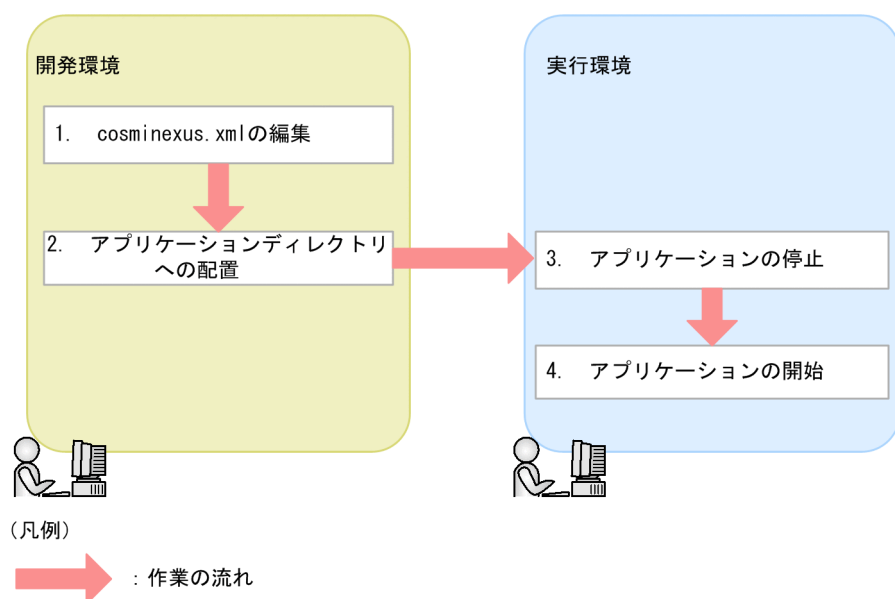 開発環境
1. cosminexus.xmlの編集
2. アプリケーションディレクトリ
への配置
実行環境
3. アプリケーションの停止
4. アプリケーションの開始
(凡例)
：作業の流れ